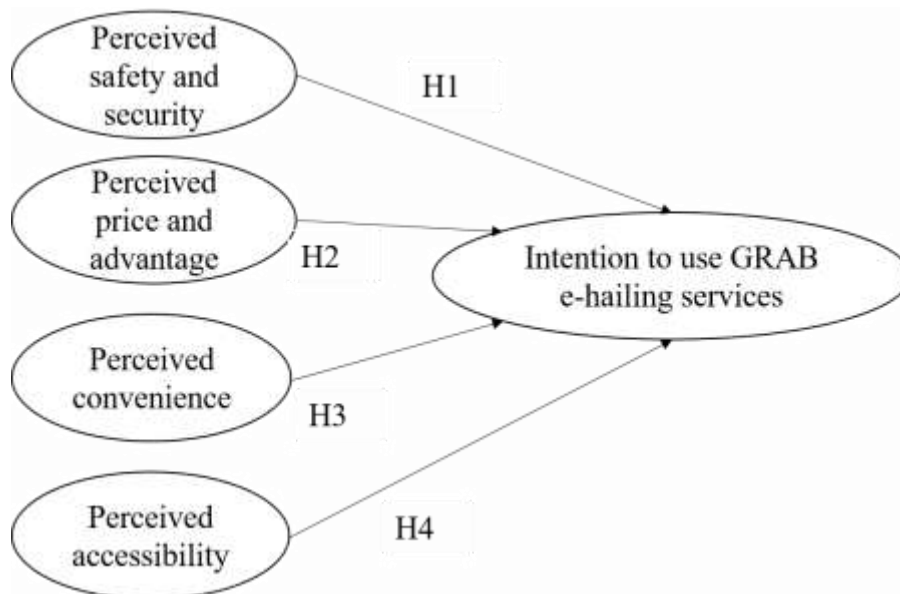 Perceived
safety and
security
H1
Perceived
price and
advantage
H2
Intention to use GRAB
e-hailing services
Perceived
convenience
H3
Perceived
accessibility
H4